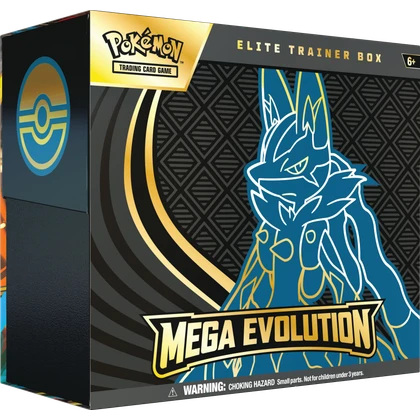 POKÉMON
TRADING CARD GAME
ELITE TRAINER BOX
6+
MEGA EVOLUTION
WARNING: CHOKING HAZARD Small parts. Not for children under 3 years.